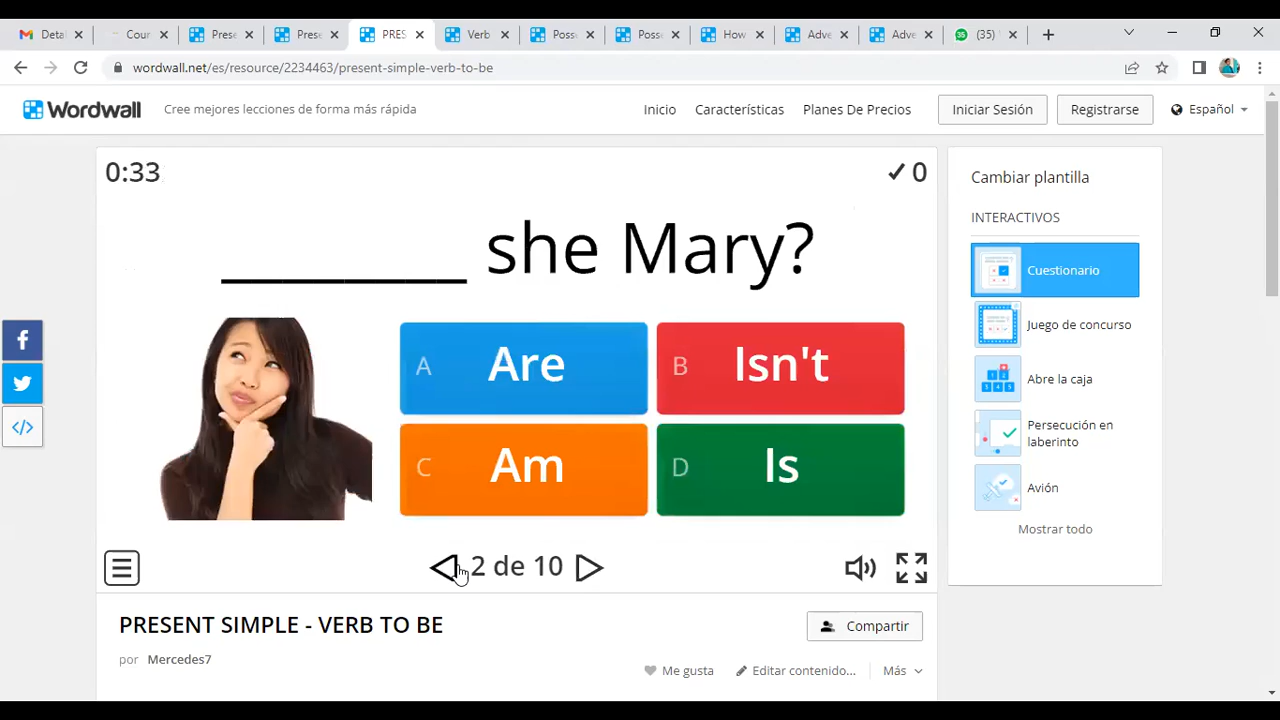 Detal
Cour
Prese
Prese
PRES
Verb
Poss
Poss
How
Adve
Adve
(35)
wordwall.net/es/resource/2234463/present-simple-verb-to-be
Wordwall
Cree mejores lecciones de forma más rápida
Inicio
Características
Planes De Precios
Iniciar Sesión
Registrarse
Español
0:33
0
Cambiar plantilla
INTERACTIVOS
________ she Mary?
Cuestionario
Juego de concurso
Abre la caja
Persecución en
laberinto
Avión
Mostrar todo
A Are
B Isn't
C Am
D Is
2 de 10
PRESENT SIMPLE - VERB TO BE
Compartir
por Mercedes7
Me gusta
Editar contenido...
Más